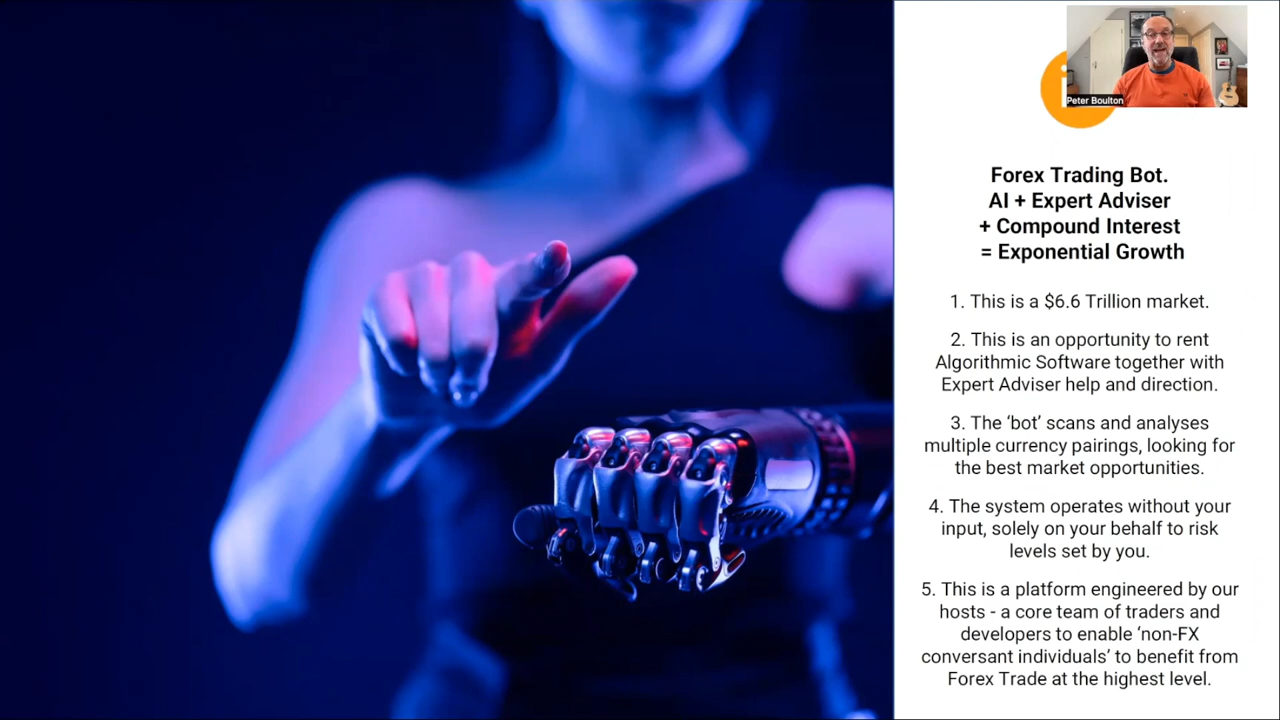 Peter Boulton
Forex Trading Bot.
AI + Expert Adviser
+ Compound Interest
= Exponential Growth
1. This is a $6.6 Trillion market.
2. This is an opportunity to rent
Algorithmic Software together with
Expert Adviser help and direction.
3. The ‘bot’ scans and analyses
multiple currency pairings, looking for
the best market opportunities.
4. The system operates without your
input, solely on your behalf to risk
levels set by you.
5. This is a platform engineered by our
hosts - a core team of traders and
developers to enable ‘non-FX
conversant individuals’ to benefit from
Forex Trade at the highest level.